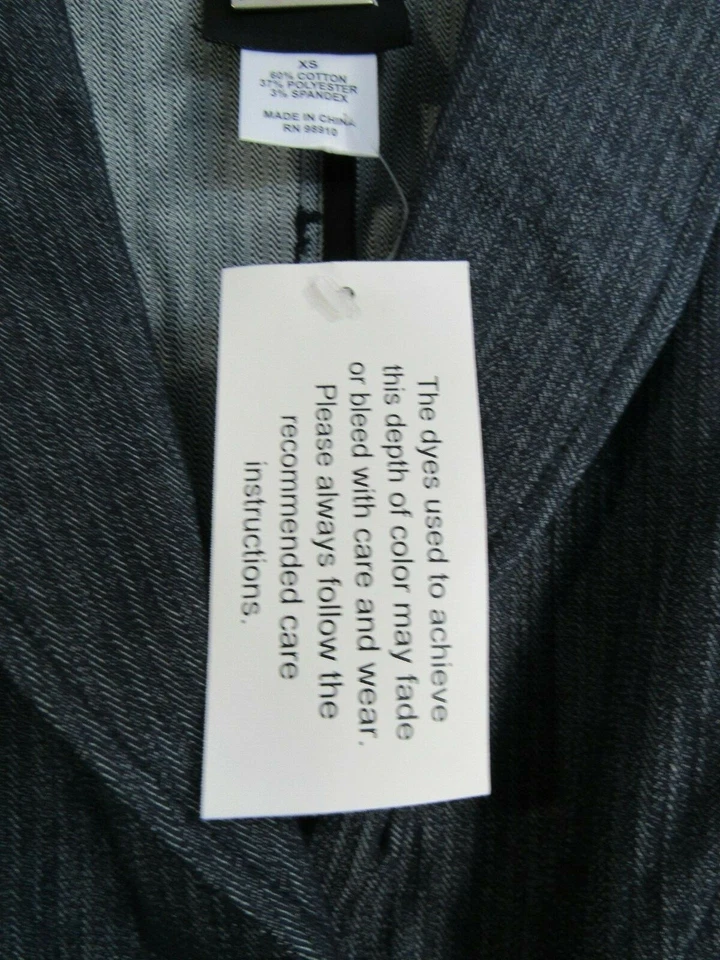 XS
60% COTTON
37% POLYESTER
3% SPANDEX
MADE IN CHINA
RN 98910
The dyes used to achieve
this depth of color may fade
or bleed with care and wear.
Please always follow the
recommended care
instructions.